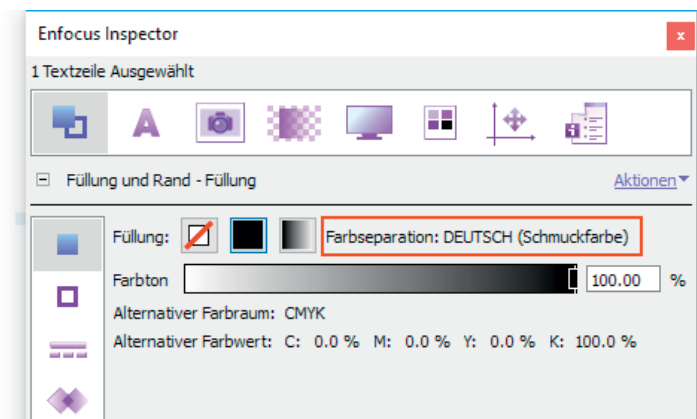 Enfocus Inspector
x
1 Textzeile Ausgewählt
A
i
Füllung und Rand - Füllung Aktionen
Füllung: Farbseparation: DEUTSCH (Schmuckfarbe)
Farbton 100.00 %
Alternativer Farbraum: CMYK
Alternativer Farbwert: C: 0.0 % M: 0.0 % Y: 0.0 % K: 100.0 %